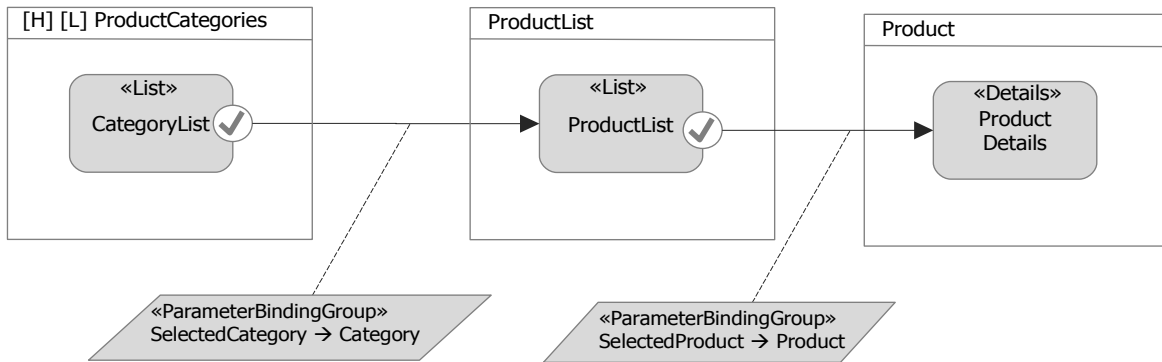 [H] [L] ProductCategories
«List»
CategoryList
ProductList
«List»
ProductList
Product
«Details»
Product
Details
«ParameterBindingGroup»
SelectedCategory → Category
«ParameterBindingGroup»
SelectedProduct → Product